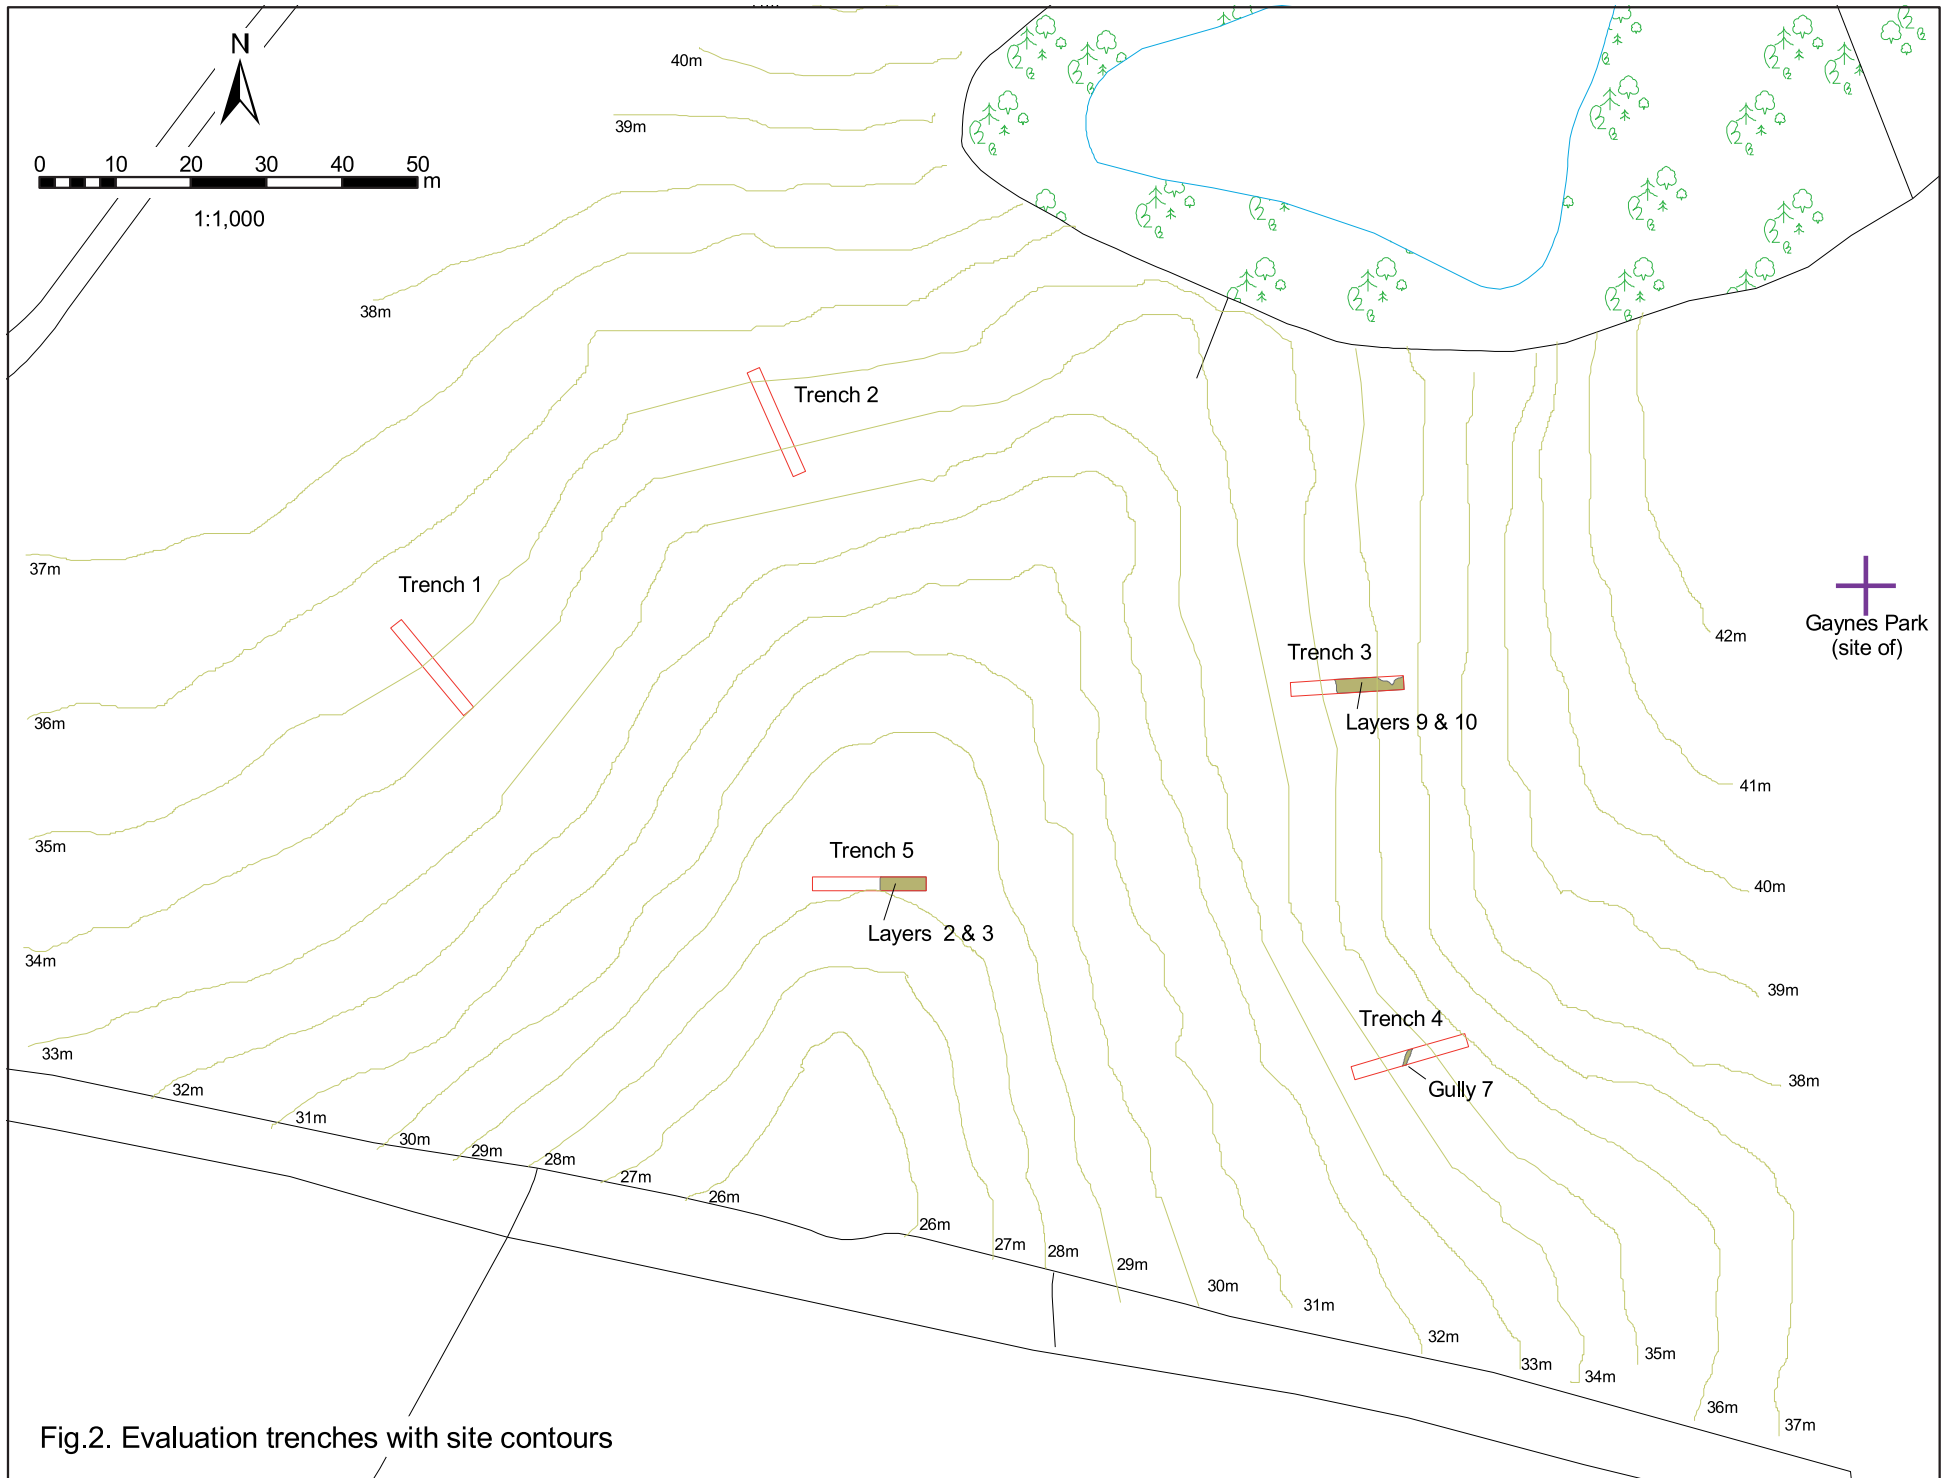 N
40m
39m
0 10 20 30 40 50
m
1:1,000
38m
Trench 2
37m
Trench 1
Gaynes Park
(site of)
42m
Trench 3
36m
Layers 9 & 10
41m
35m
Trench 5
40m
Layers 2 & 3
34m
39m
Trench 4
33m
38m
32m
Gully 7
31m
30m
29m
28m
27m
26m
26m
27m
28m
29m
30m
31m
32m
33m
34m
35m
36m
37m
Fig.2. Evaluation trenches with site contours